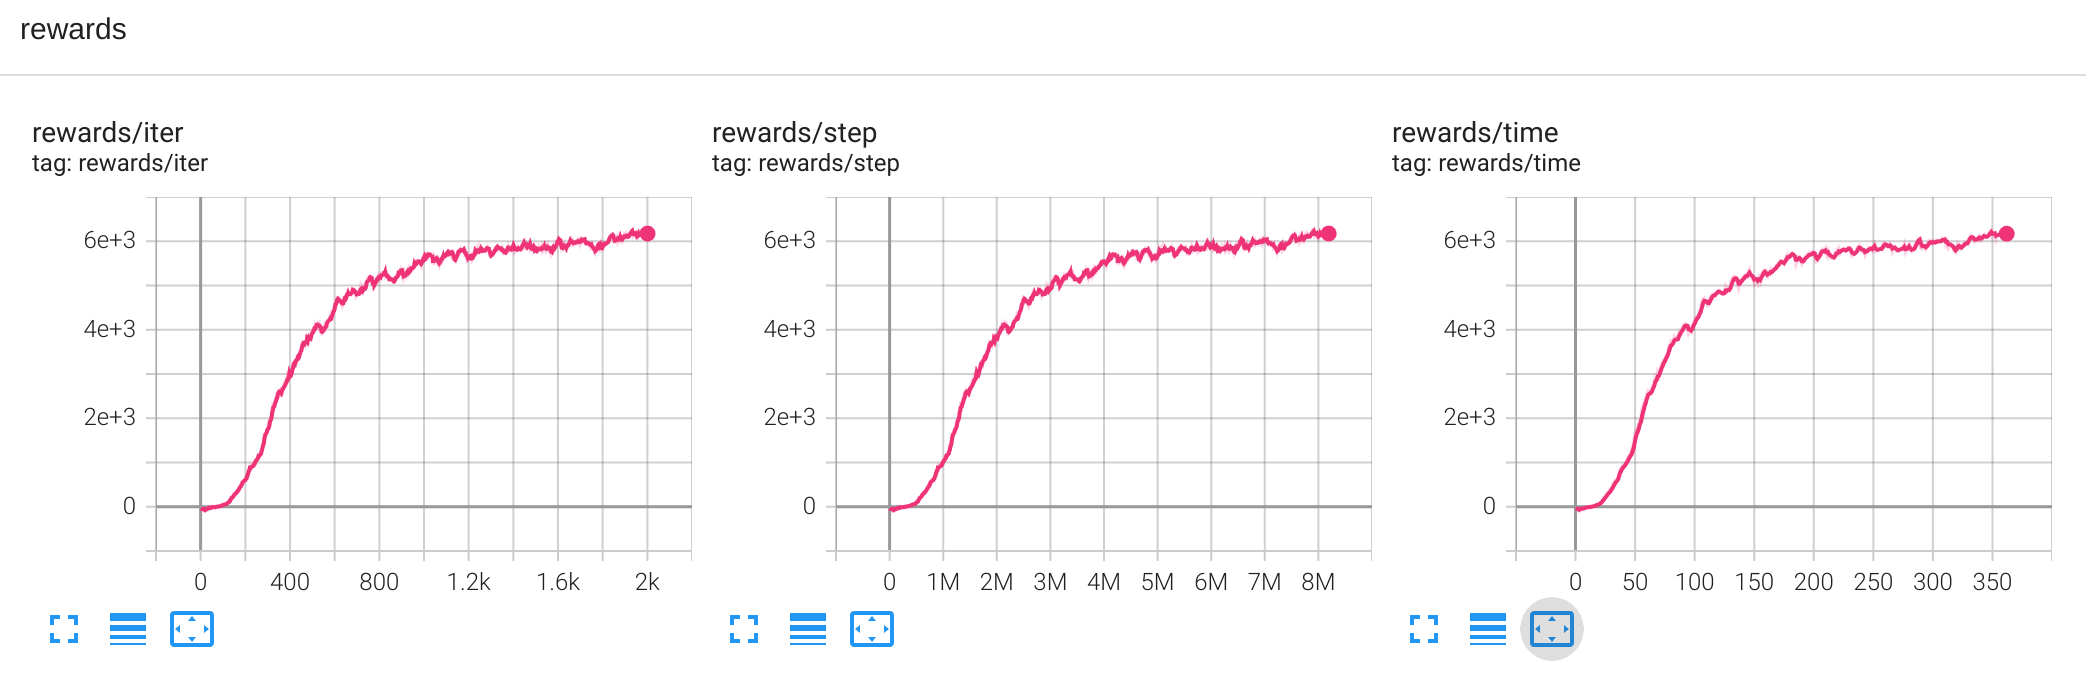 rewards
rewards/iter
tag: rewards/iter
6e+3
4e+3
2e+3
0
0 400 800 1.2k 1.6k 2k
rewards/step
tag: rewards/step
6e+3
4e+3
2e+3
0
0 1M 2M 3M 4M 5M 6M 7M 8M
rewards/time
tag: rewards/time
6e+3
4e+3
2e+3
0
0 50 100 150 200 250 300 350